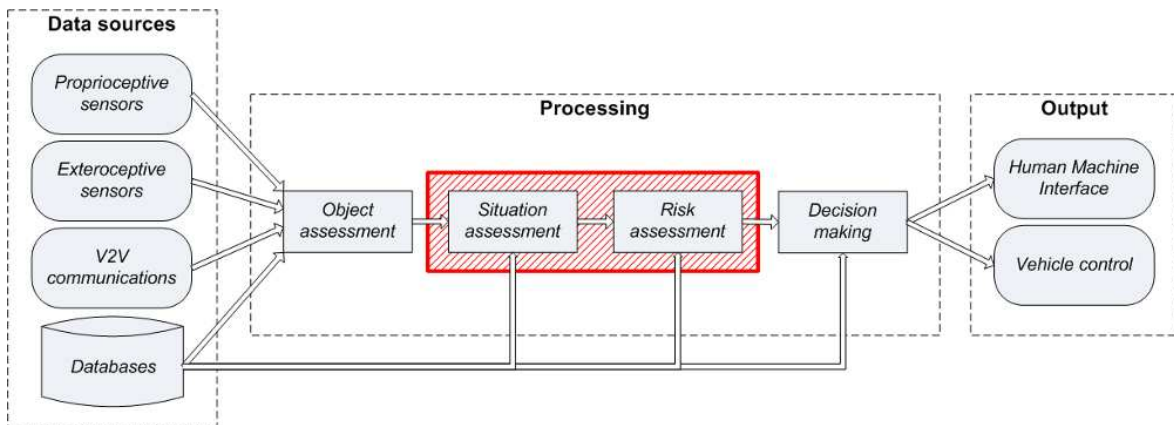 Data sources
Proprioceptive
sensors
Exteroceptive
sensors
V2V
communications
Databases
Processing
Object
assessment
Situation
assessment
Risk
assessment
Decision
making
Output
Human Machine
Interface
Vehicle control